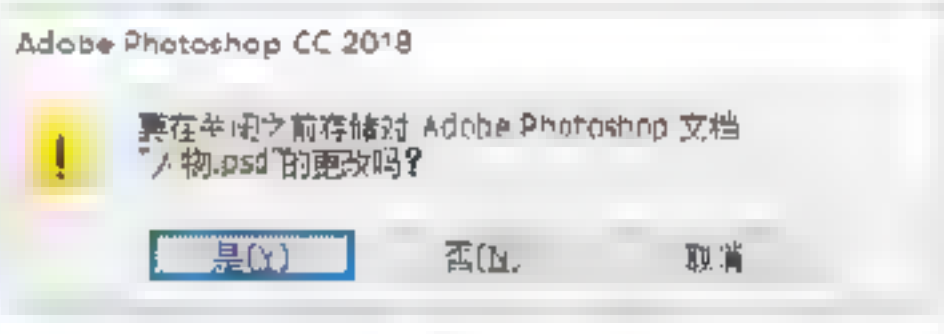 Adobe Photoshop CC 2018
要在关闭之前存储对 Adobe Photoshop 文档
"人物.psd"的更改吗?
是(Y)
否(N)
取消